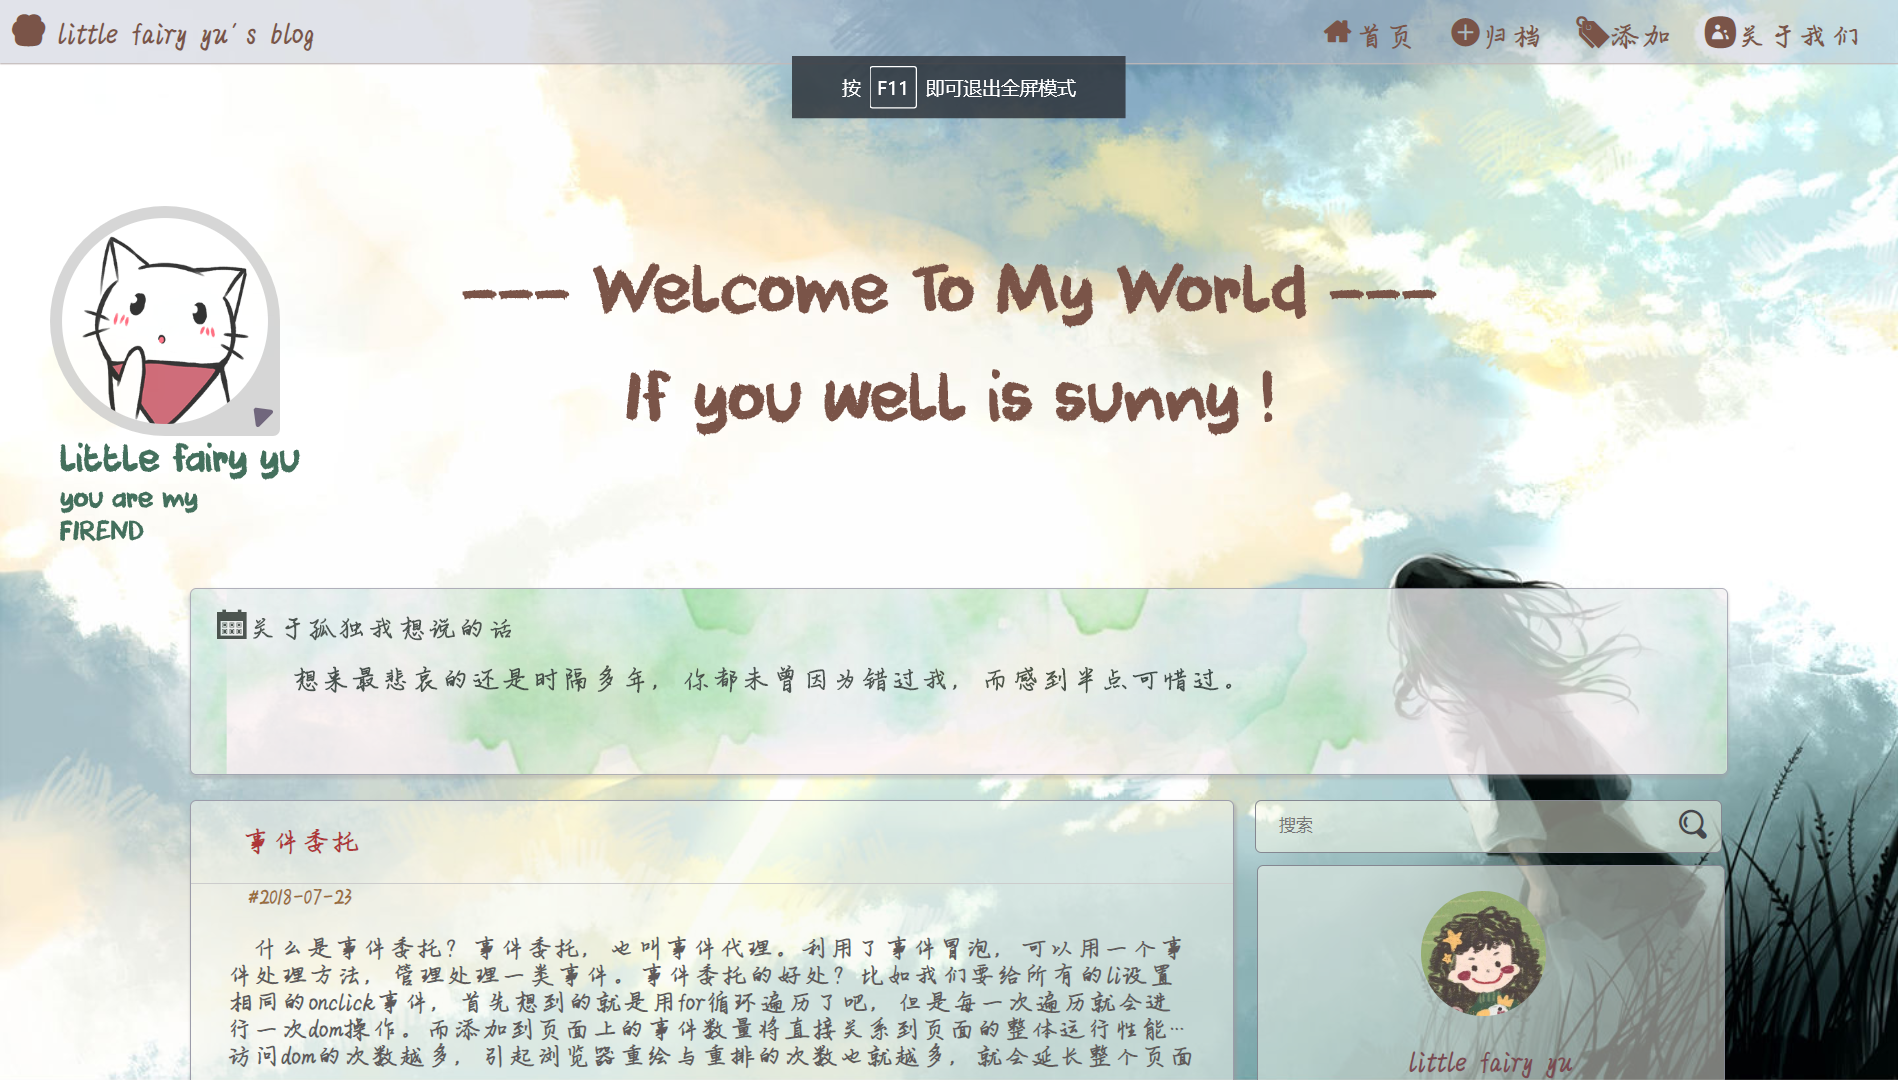 little fairy yu's blog
首页
归档
添加
关于我们
按 F11 即可退出全屏模式
--- Welcome To My World ---
If you well is sunny !
Little fairy yu
you are my
FIREND
关于孤独我想说的话
想来最悲哀的还是时隔多年，你都未曾因为错过我，而感到半点可惜过。
事件委托
搜索
#2018-07-23
什么是事件委托？事件委托，也叫事件代理。利用了事件冒泡，可以用一个事
件处理方法，管理处理一类事件。事件委托的好处？比如我们要给所有的li设置
相同的onclick事件，首先想到的就是用for循环遍历了吧，但是每一次遍历就会进
行一次dom操作。而添加到页面上的事件数量将直接关系到页面的整体运行性能…
访问dom的次数越多，引起浏览器重绘与重排的次数也就越多，就会延长整个页面
little fairy yu